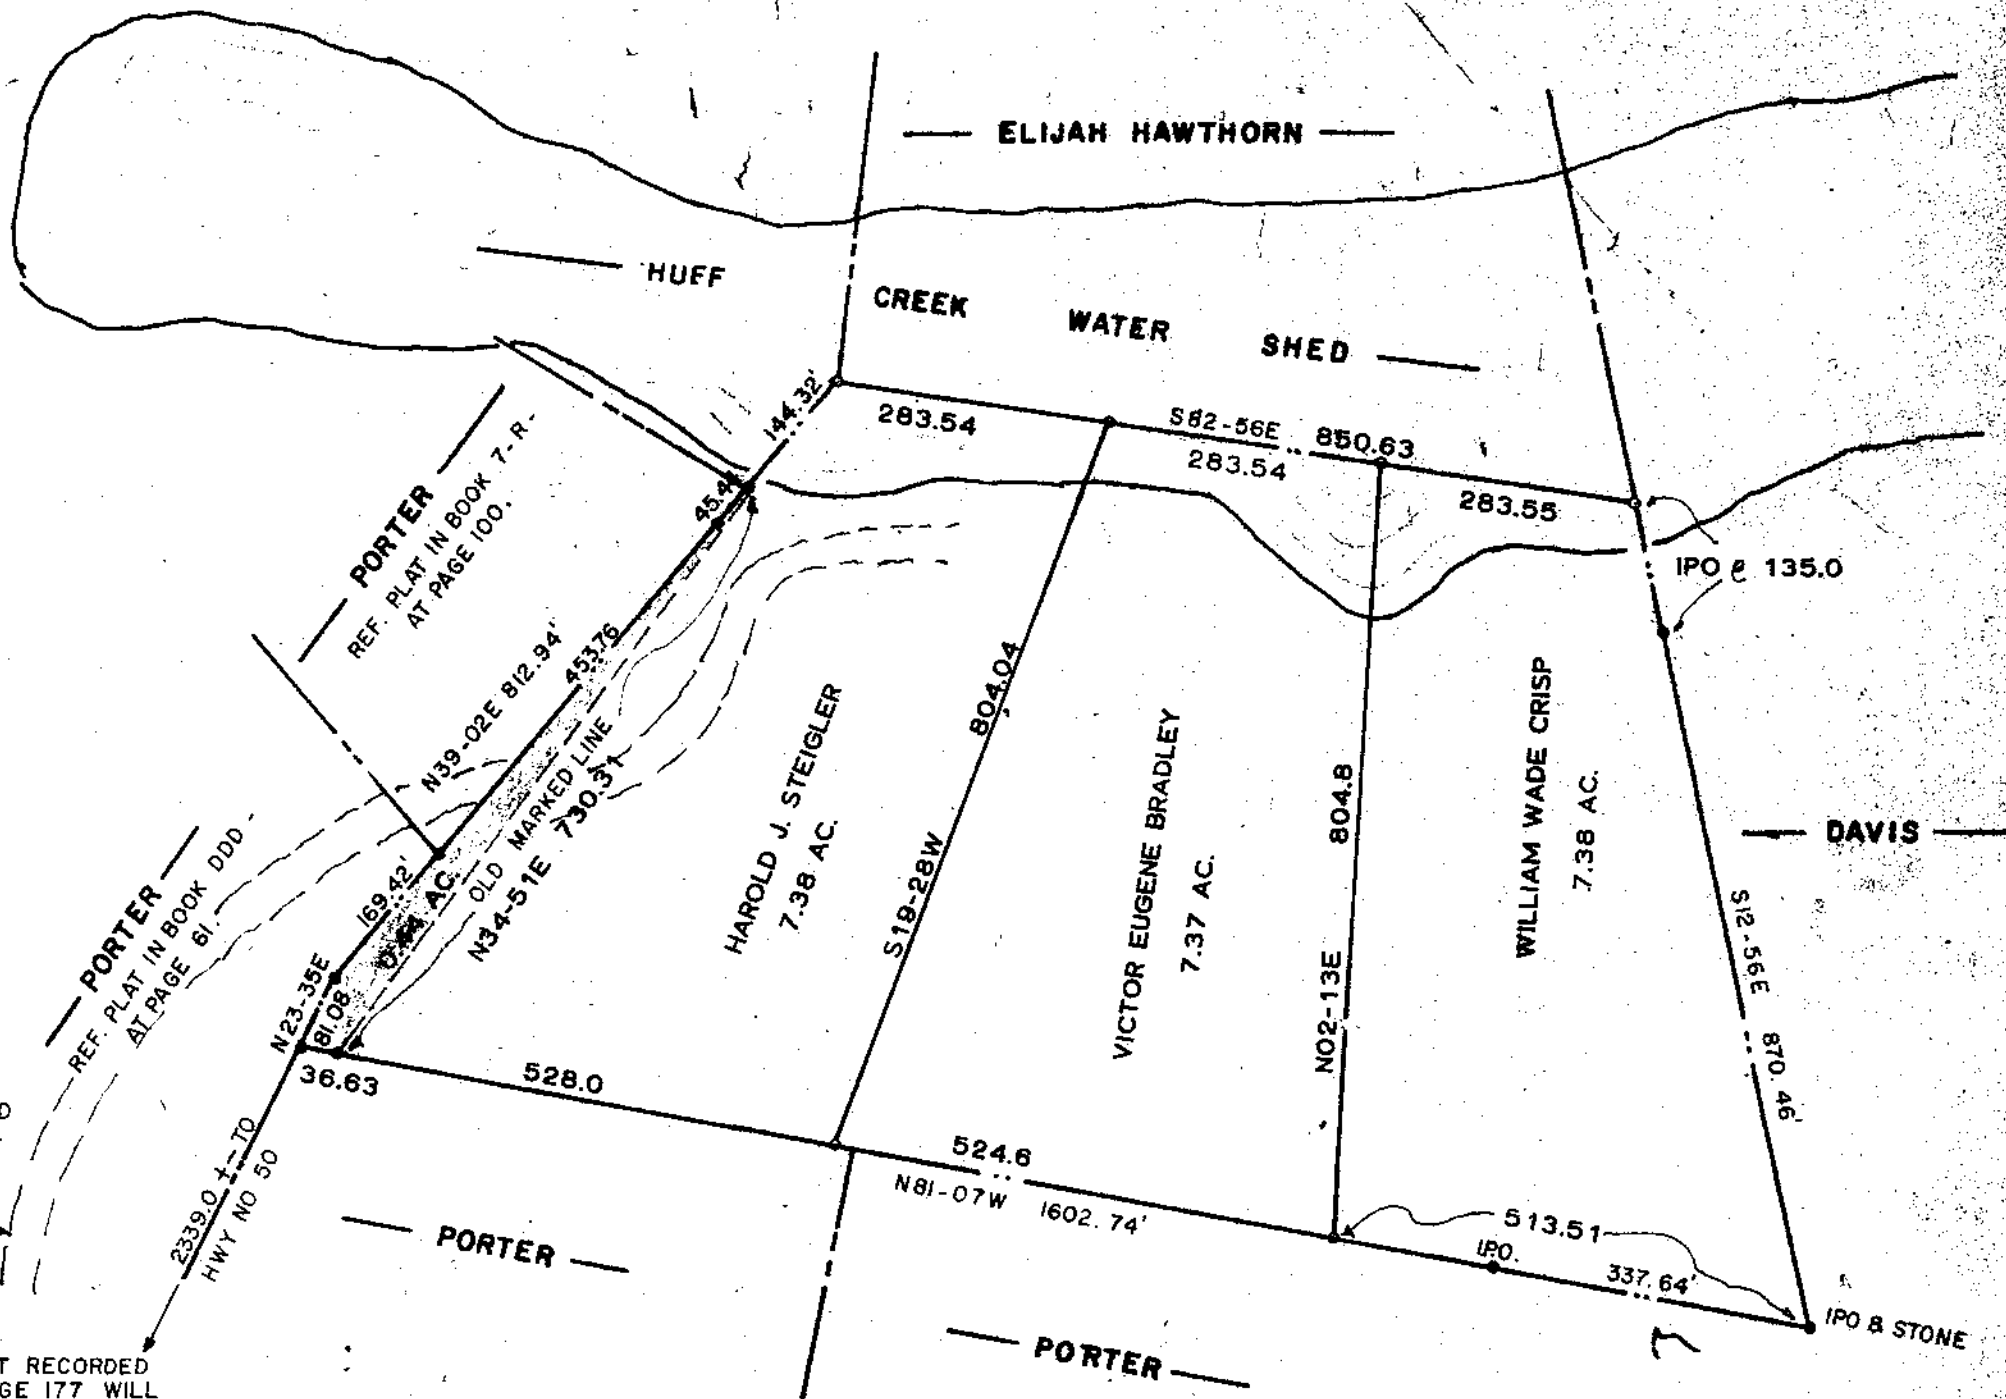 ELIJAH HAWTHORN
HUFF CREEK WATER SHED
144.32'
283.54
S82-56E 850.63
283.54
283.55
IPO @ 135.0
PORTER
REF. PLAT IN BOOK 7-R-
AT PAGE 100.
N39-02E 812.94'
453.76
OLD MARKED LINE
N34-51E 730.31
0.44 AC.
169.42'
N23-35E
81.08
36.63
528.0
HAROLD J. STEIGLER
7.38 AC.
804.04
S19-28W
VICTOR EUGENE BRADLEY
7.37 AC.
804.8
N02-13E
WILLIAM WADE CRISP
7.38 AC.
DAVIS
S12-56E 870.46'
PORTER
REF. PLAT IN BOOK DDD-
AT PAGE 61.
2339.0 +- TO
HWY NO 50
524.6
N81-07W 1602.74'
513.51
IPO.
337.64'
IPO & STONE
PORTER
PORTER
T RECORDED
GE 177 WILL